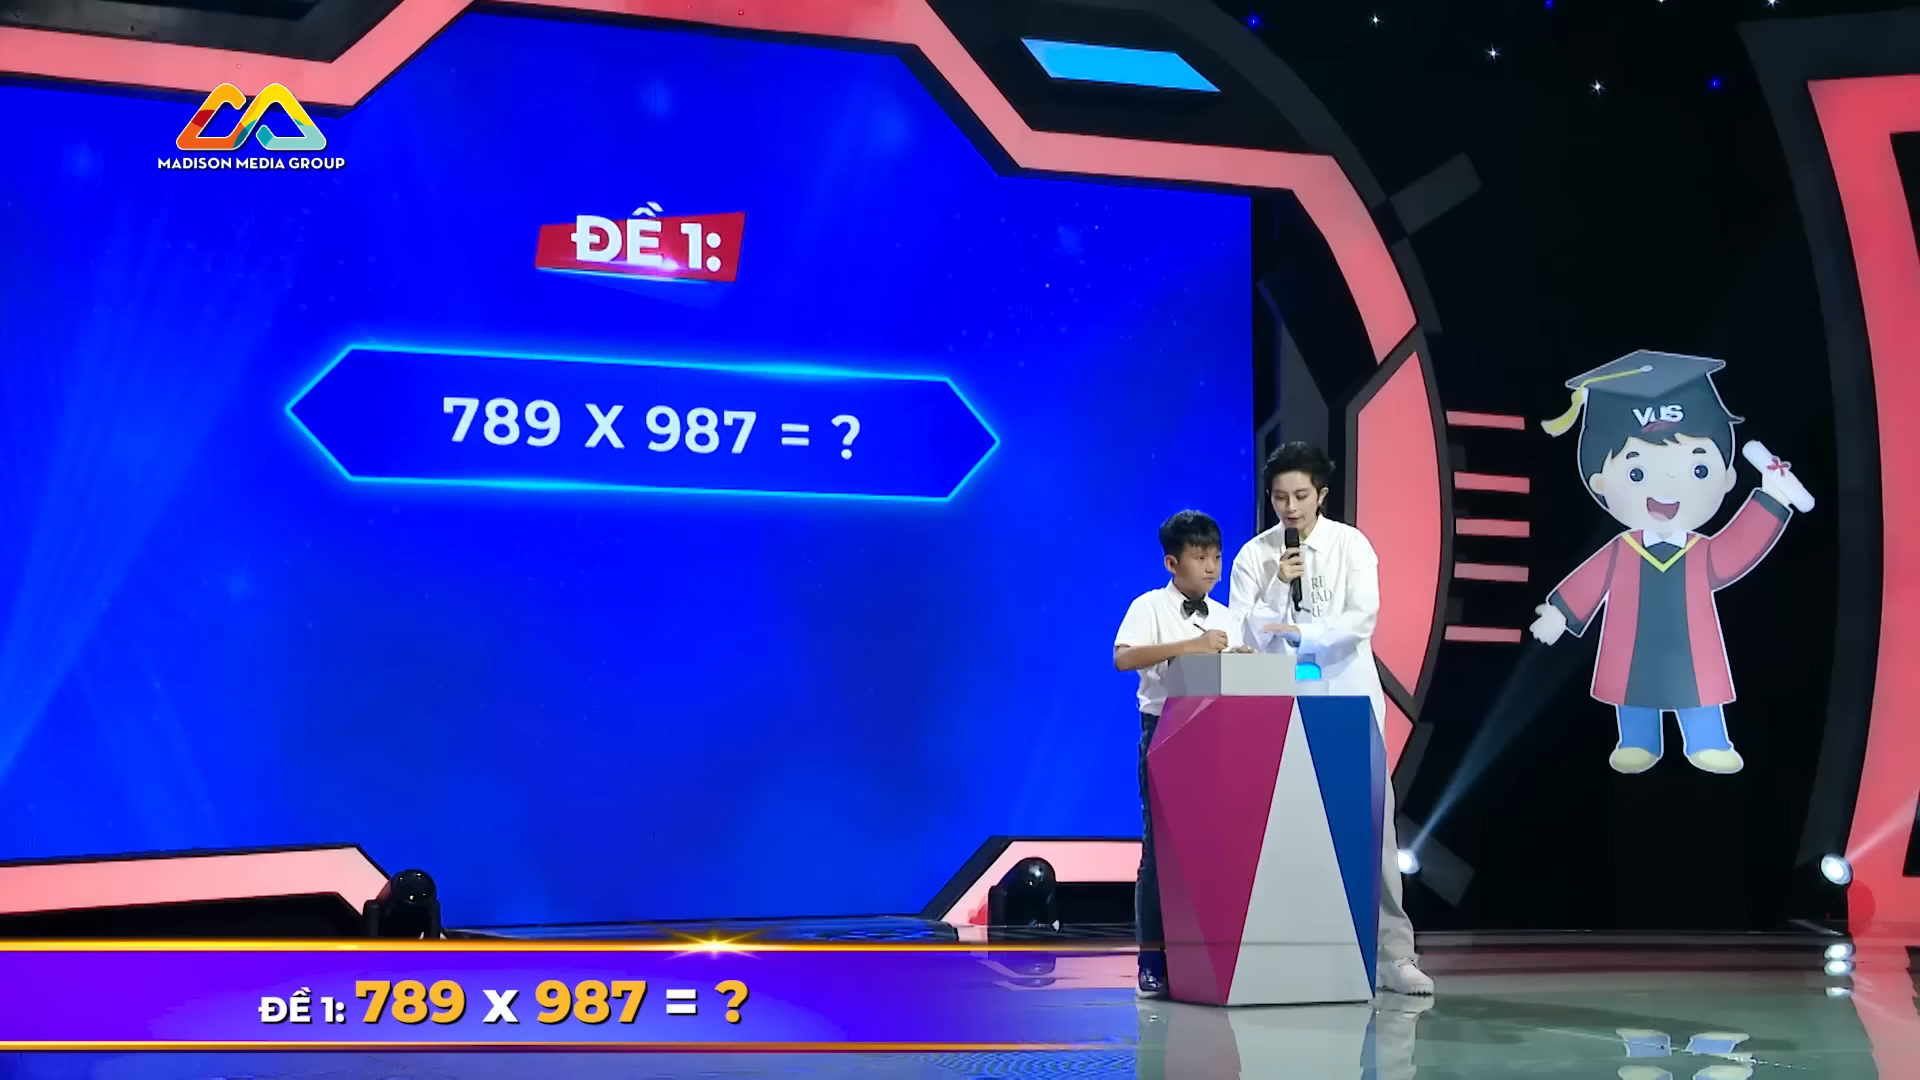 MADISON MEDIA GROUP
ĐỀ 1:
789 X 987 = ?
VUS
ĐỀ 1: 789 x 987 = ?